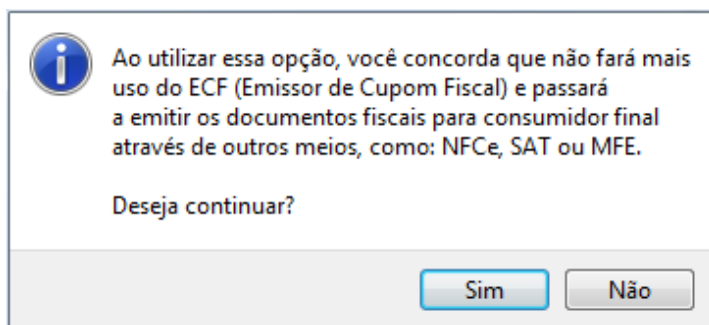 Ao utilizar essa opção, você concorda que não fará mais
uso do ECF (Emissor de Cupom Fiscal) e passará
a emitir os documentos fiscais para consumidor final
através de outros meios, como: NFCe, SAT ou MFE.
Deseja continuar?
Sim
Não